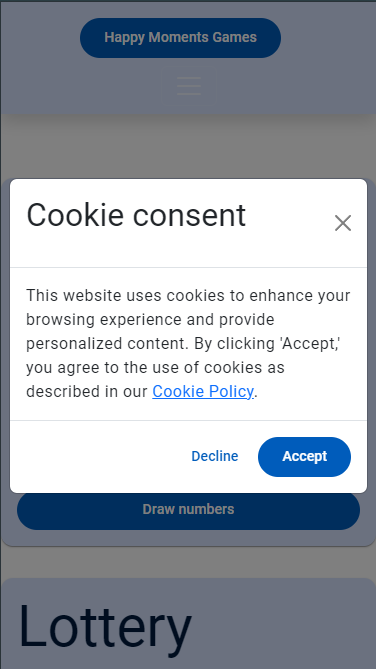 Happy Moments Games
Cookie consent
This website uses cookies to enhance your
browsing experience and provide
personalized content. By clicking 'Accept,'
you agree to the use of cookies as
described in our Cookie Policy.
Decline
Accept
Draw numbers
Lottery